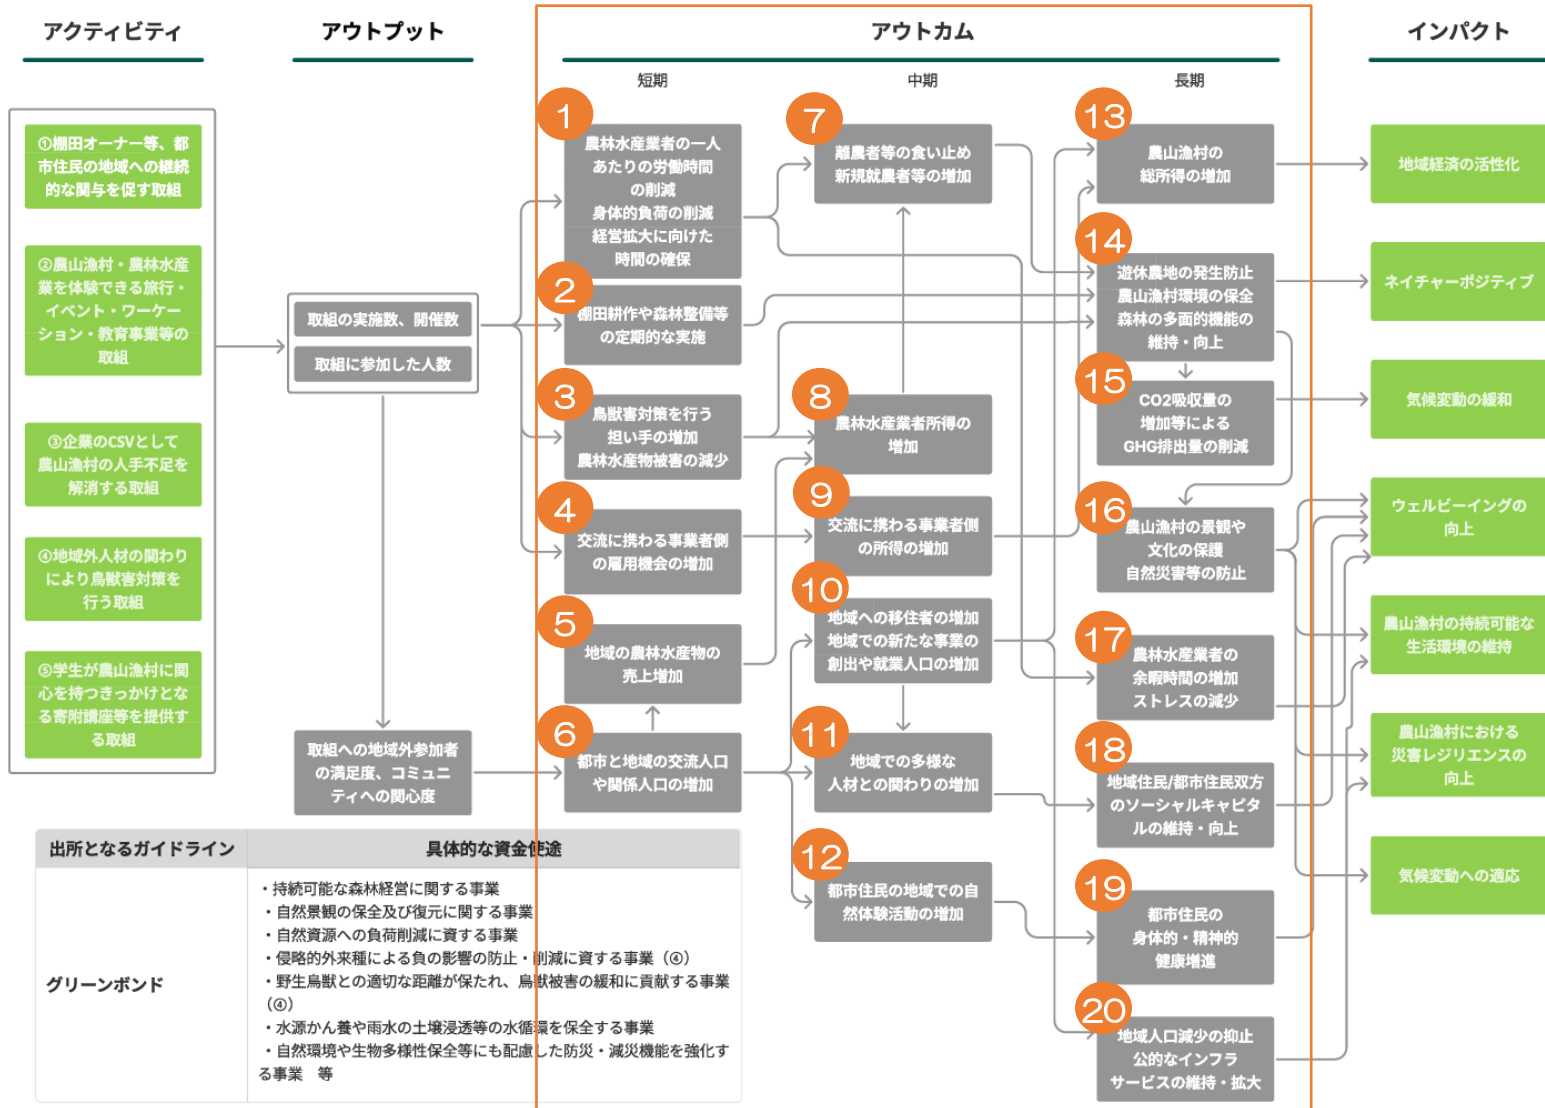 アクティビティ
アウトプット
アウトカム
インパクト
短期
中期
長期
①棚田オーナー等、都
市住民の地域への継続
的な関与を促す取組
②農山漁村・農林水産
業を体験できる旅行・
イベント・ワーケー
ション・教育事業等の
取組
③企業のCSVとして
農山漁村の人手不足を
解消する取組
④地域外人材の関わり
により鳥獣害対策を
行う取組
⑤学生が農山漁村に関
心を持つきっかけとな
る寄附講座等を提供す
る取組
取組の実施数、開催数
取組に参加した人数
取組への地域外参加者
の満足度、コミュニ
ティへの関心度
1
農林水産業者の一人
あたりの労働時間
の削減
身体的負荷の削減
経営拡大に向けた
時間の確保
2
棚田耕作や森林整備等
の定期的な実施
3
鳥獣害対策を行う
担い手の増加
農林水産物被害の減少
4
交流に携わる事業者側
の雇用機会の増加
5
地域の農林水産物の
売上増加
6
都市と地域の交流人口
や関係人口の増加
7
離農者等の食い止め
新規就農者等の増加
8
農林水産業者所得の
増加
9
交流に携わる事業者側
の所得の増加
10
地域への移住者の増加
地域での新たな事業の
創出や就業人口の増加
11
地域での多様な
人材との関わりの増加
12
都市住民の地域での自
然体験活動の増加
13
農山漁村の
総所得の増加
14
遊休農地の発生防止
農山漁村環境の保全
森林の多面的機能の
維持・向上
15
CO2吸収量の
増加等による
GHG排出量の削減
16
農山漁村の景観や
文化の保護
自然災害等の防止
17
農林水産業者の
余暇時間の増加
ストレスの減少
18
地域住民/都市住民双方
のソーシャルキャピタ
ルの維持・向上
19
都市住民の
身体的・精神的
健康増進
20
地域人口減少の抑止
公的なインフラ
サービスの維持・拡大
地域経済の活性化
ネイチャーポジティブ
気候変動の緩和
ウェルビーイングの
向上
農山漁村の持続可能な
生活環境の維持
農山漁村における
災害レジリエンスの
向上
気候変動への適応
出所となるガイドライン
具体的な資金使途
グリーンボンド
・持続可能な森林経営に関する事業
・自然景観の保全及び復元に関する事業
・自然資源への負荷削減に資する事業
・侵略的外来種による負の影響の防止・削減に資する事業（④）
・野生鳥獣との適切な距離が保たれ、鳥獣被害の緩和に貢献する事業
（④）
・水源かん養や雨水の土壌浸透等の水循環を保全する事業
・自然環境や生物多様性保全等にも配慮した防災・減災機能を強化す
る事業　等